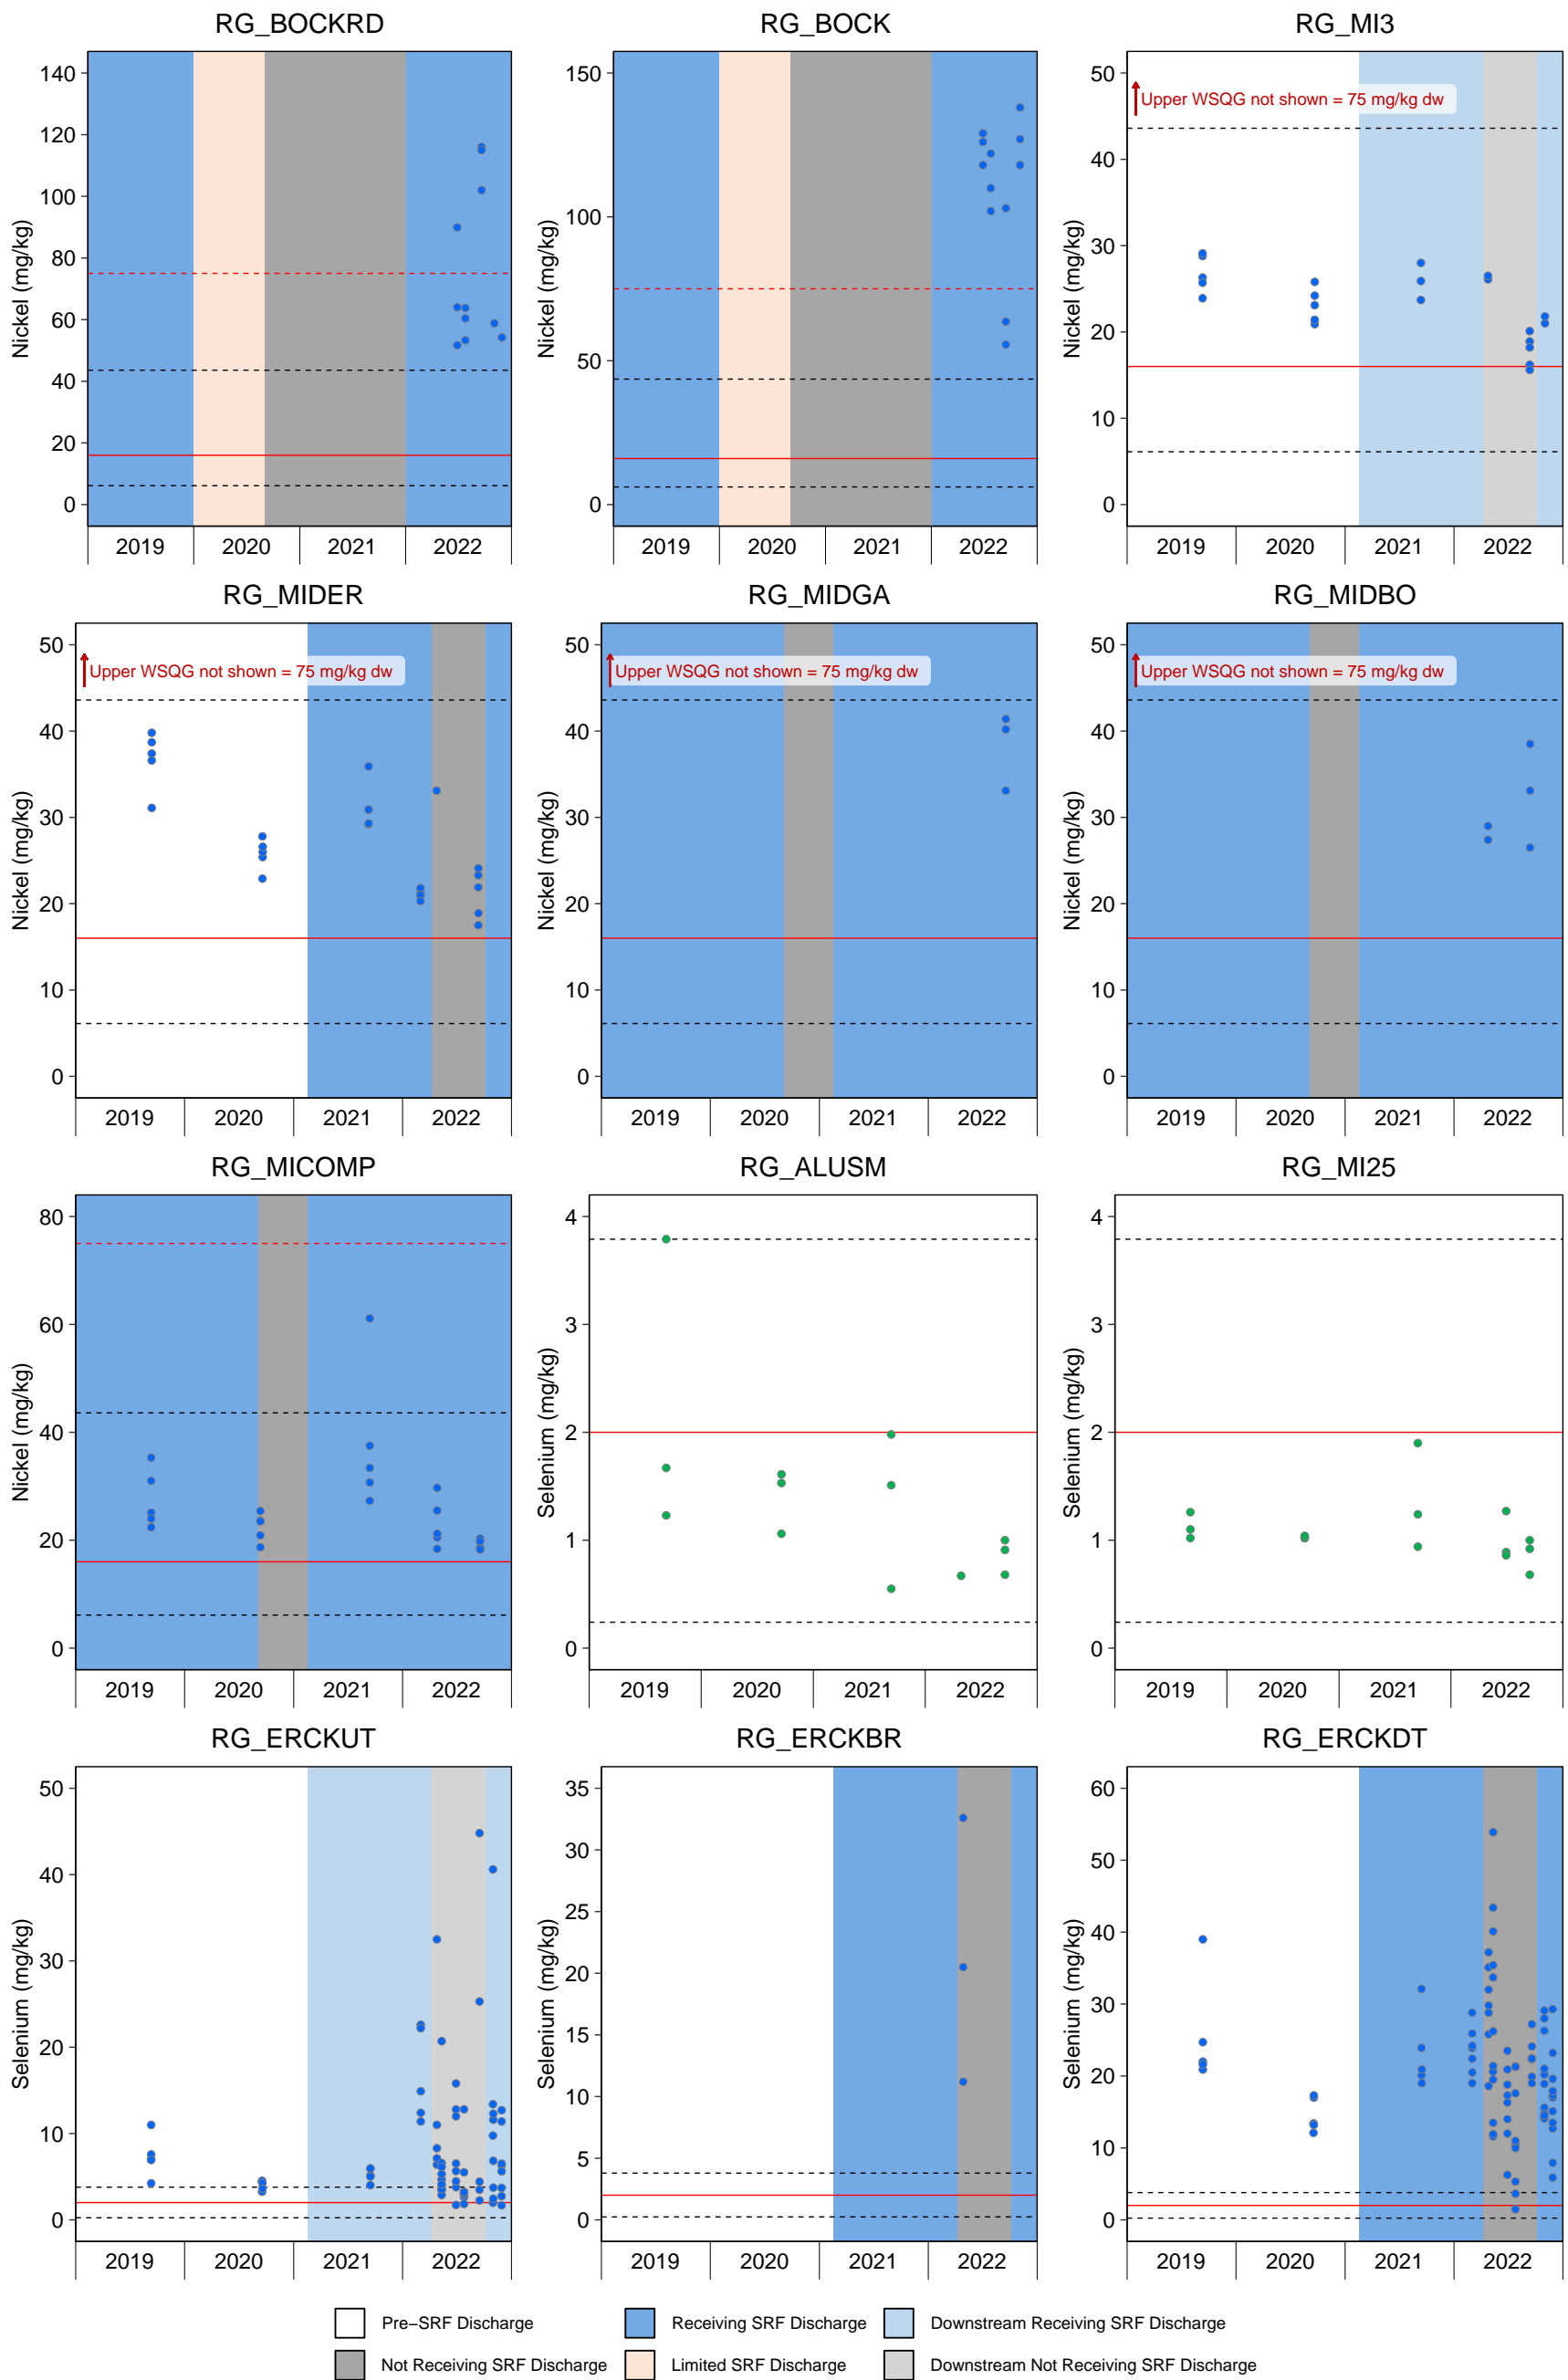 RG_BOCKRD
RG_BOCK
RG_MI3
Nickel (mg/kg)
140
120
100
80
60
40
20
0
2019 2020 2021 2022
Nickel (mg/kg)
150
100
50
0
2019 2020 2021 2022
Nickel (mg/kg)
50
40
30
20
10
0
Upper WSQG not shown = 75 mg/kg dw
2019 2020 2021 2022
RG_MIDER
RG_MIDGA
RG_MIDBO
Nickel (mg/kg)
50
40
30
20
10
0
Upper WSQG not shown = 75 mg/kg dw
2019 2020 2021 2022
Nickel (mg/kg)
50
40
30
20
10
0
Upper WSQG not shown = 75 mg/kg dw
2019 2020 2021 2022
Nickel (mg/kg)
50
40
30
20
10
0
Upper WSQG not shown = 75 mg/kg dw
2019 2020 2021 2022
RG_MICOMP
RG_ALUSM
RG_MI25
Nickel (mg/kg)
80
60
40
20
0
2019 2020 2021 2022
Selenium (mg/kg)
4
3
2
1
0
2019 2020 2021 2022
Selenium (mg/kg)
4
3
2
1
0
2019 2020 2021 2022
RG_ERCKUT
RG_ERCKBR
RG_ERCKDT
Selenium (mg/kg)
50
40
30
20
10
0
2019 2020 2021 2022
Selenium (mg/kg)
35
30
25
20
15
10
5
0
2019 2020 2021 2022
Selenium (mg/kg)
60
50
40
30
20
10
0
2019 2020 2021 2022
Pre−SRF Discharge Receiving SRF Discharge Downstream Receiving SRF Discharge
Not Receiving SRF Discharge Limited SRF Discharge Downstream Not Receiving SRF Discharge